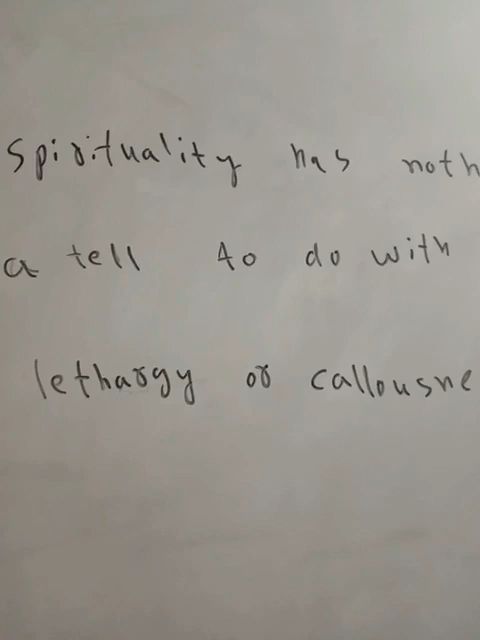 Spirituality has noth
a tell to do with
lethargy or callousne